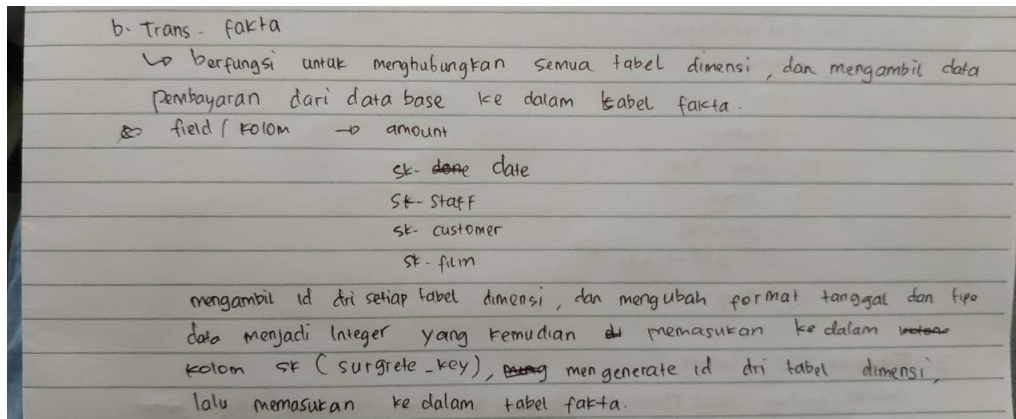 b. Trans - fakta
↳ berfungsi untuk menghubungkan semua tabel dimensi, dan mengambil data
pembayaran dari data base ke dalam tabel fakta.
field / kolom → amount
sk- date
sk- staff
sk- customer
sk- film
mengambil id dri setiap tabel dimensi, dan mengubah format tanggal dan tipe
data menjadi Integer yang kemudian memasukan ke dalam
kolom sk (surgrete_key), mengenerate id dri tabel dimensi,
lalu memasukan ke dalam tabel fakta.